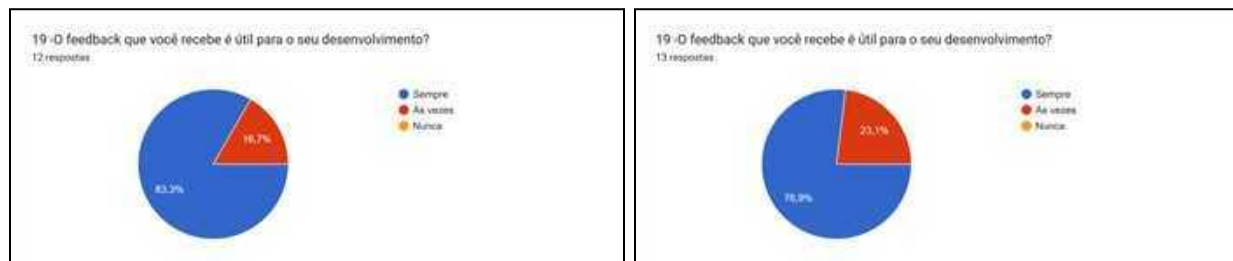 19 -O feedback que você recebe é útil para o seu desenvolvimento?
12 respostas
Sempre
Às vezes
Nunca
16,7%
83,3%
19 -O feedback que você recebe é útil para o seu desenvolvimento?
13 respostas
Sempre
Às vezes
Nunca
23,1%
76,9%